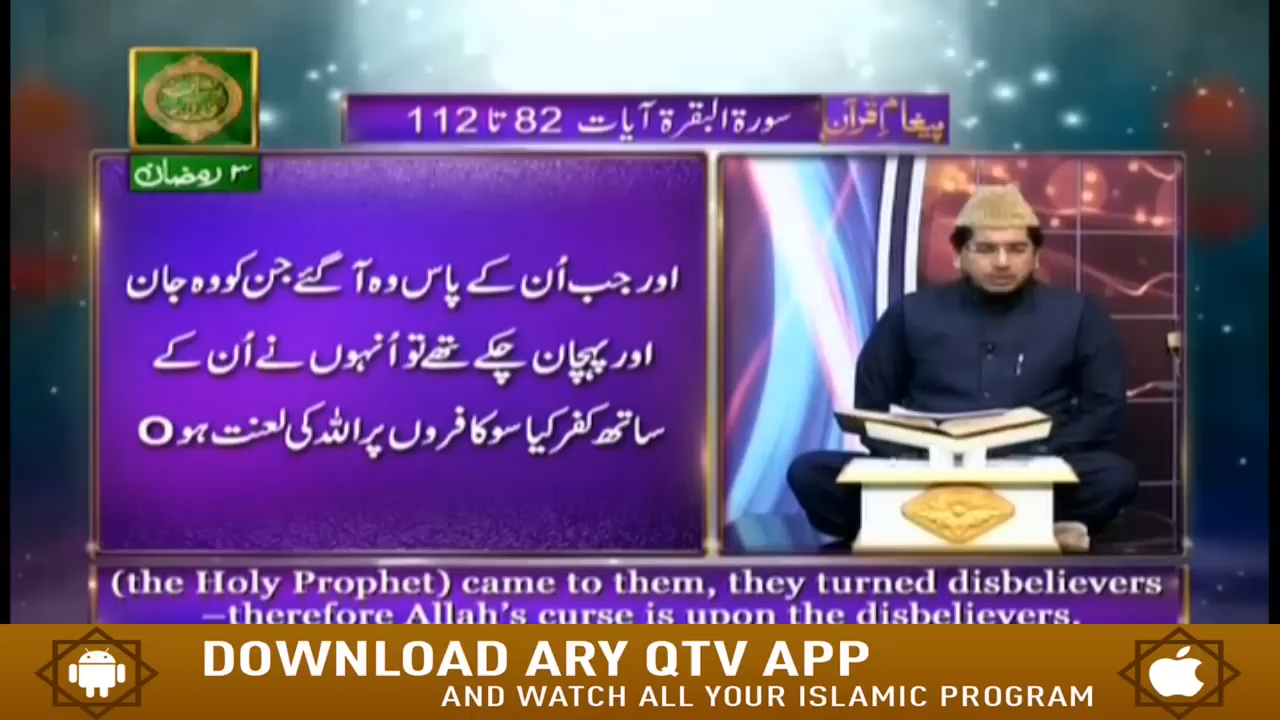 پیغامِ قرآن سورۃ البقرۃ آیات 82 تا 112
۳ رمضان
اور جب اُن کے پاس وہ آ گئے جن کو وہ جان
اور پہچان چکے تھے تو اُنہوں نے اُن کے
ساتھ کفر کیا سو کافروں پر اللہ کی لعنت ہو O
(the Holy Prophet) came to them, they turned disbelievers
—therefore Allah's curse is upon the disbelievers.
DOWNLOAD ARY QTV APP
AND WATCH ALL YOUR ISLAMIC PROGRAM